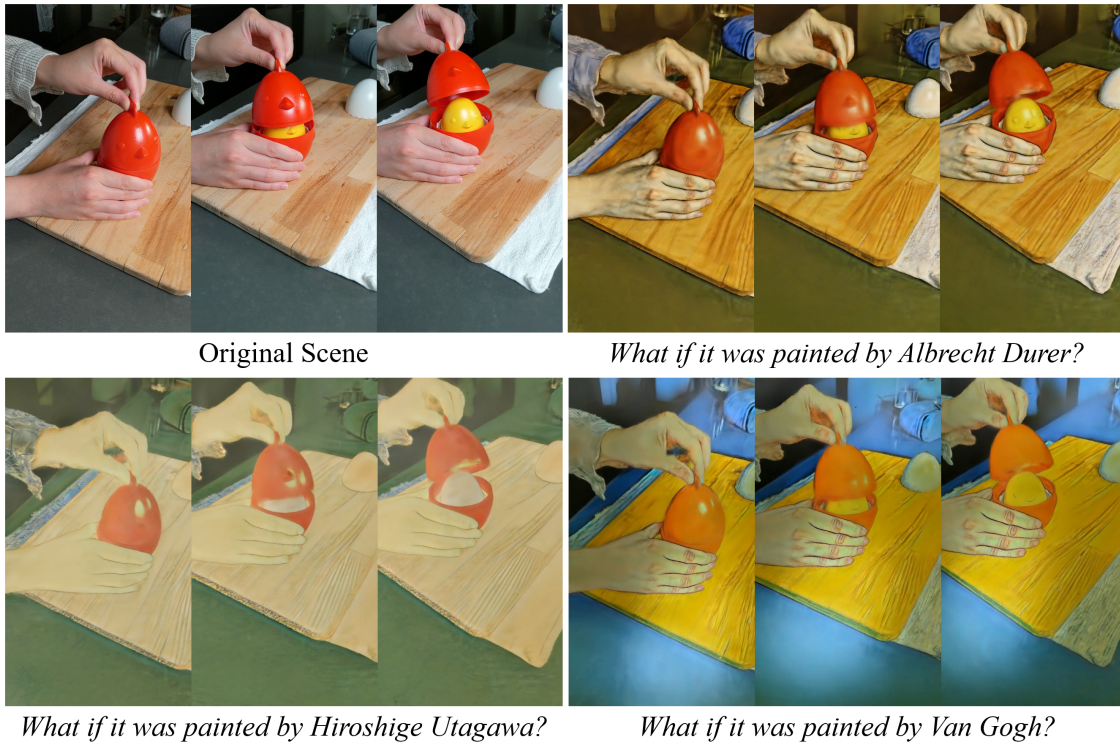 Original Scene
What if it was painted by Albrecht Durer?
What if it was painted by Hiroshige Utagawa?
What if it was painted by Van Gogh?